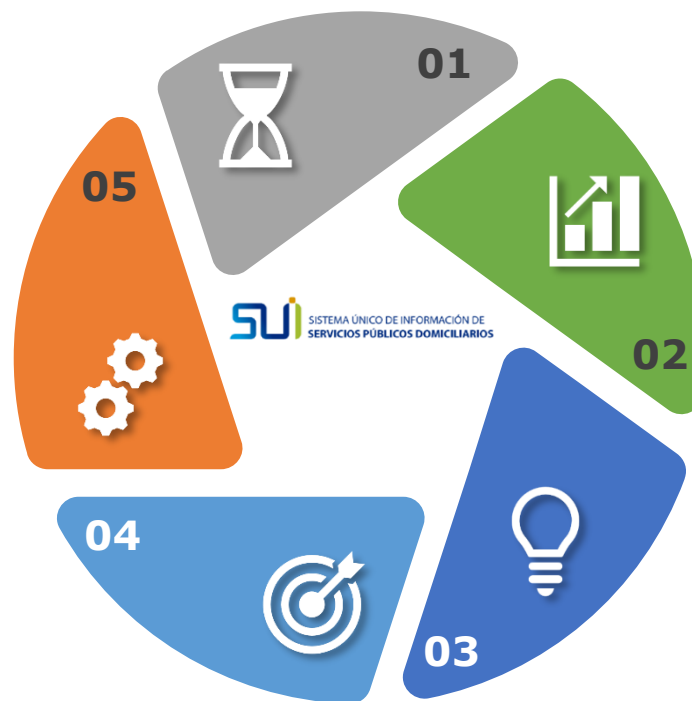 01
05
02
SUI
SISTEMA ÚNICO DE INFORMACIÓN DE
SERVICIOS PÚBLICOS DOMICILIARIOS
04
03